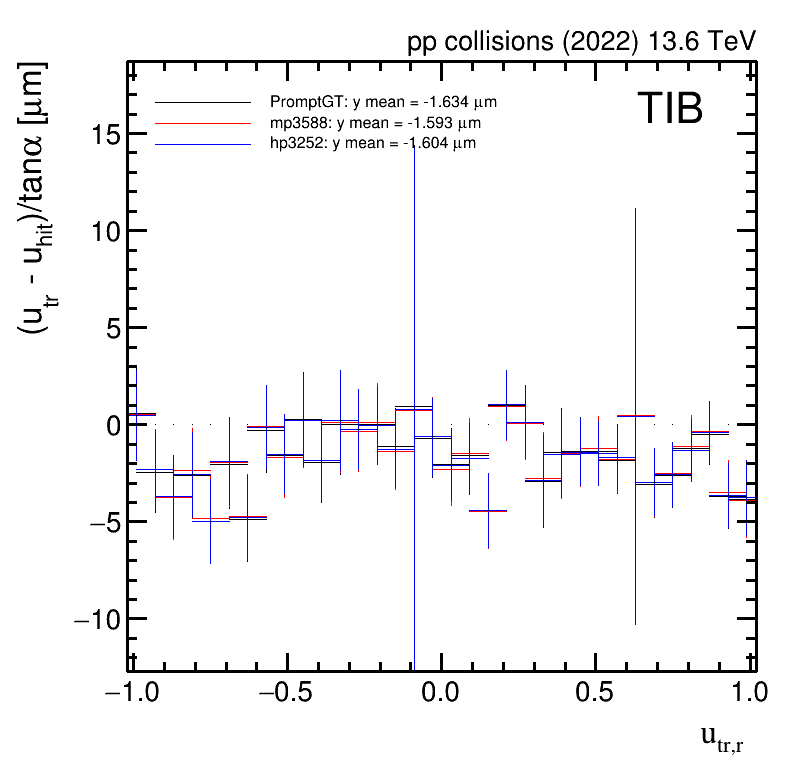 pp collisions (2022) 13.6 TeV
(u_tr - u_hit)/tanα [μm]
PromptGT: y mean = -1.634 μm
mp3588: y mean = -1.593 μm
hp3252: y mean = -1.604 μm
TIB
15
10
5
0
−5
−10
−1.0 −0.5 0.0 0.5 1.0
u_tr,r